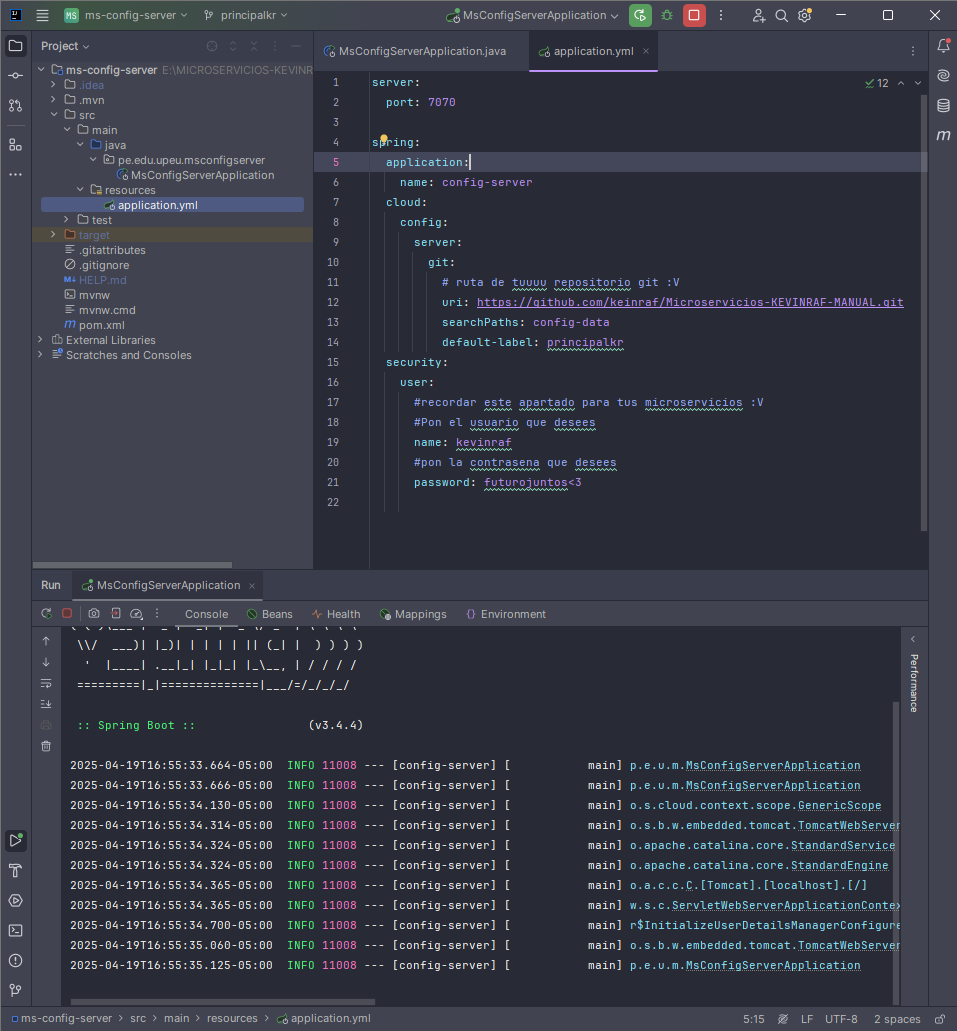 MS ms-config-server principalkr MsConfigServerApplication
Project
MsConfigServerApplication.java application.yml
ms-config-server E:\MICROSERVICIOS-KEVINR
.idea
.mvn
src
main
java
pe.edu.upeu.msconfigserver
MsConfigServerApplication
resources
application.yml
test
target
.gitattributes
.gitignore
HELP.md
mvnw
mvnw.cmd
pom.xml
External Libraries
Scratches and Consoles
12
1 server:
2 port: 7070
3
4 spring:
5 application:
6 name: config-server
7 cloud:
8 config:
9 server:
10 git:
11 # ruta de tuuuu repositorio git :V
12 uri: https://github.com/keinraf/Microservicios-KEVINRAF-MANUAL.git
13 searchPaths: config-data
14 default-label: principalkr
15 security:
16 user:
17 #recordar este apartado para tus microservicios :V
18 #Pon el usuario que desees
19 name: kevinraf
20 #pon la contrasena que desees
21 password: futurojuntos<3
22
Run MsConfigServerApplication
Console Beans Health Mappings Environment
\\/  ___)| |_)| | | | | || (_| |  ) ) ) )
'  |____| .__|_| |_|_| |_\__, | / / / /
=========|_|==============|___/=/_/_/_/
:: Spring Boot :: (v3.4.4)
2025-04-19T16:55:33.664-05:00 INFO 11008 --- [config-server] [ main] p.e.u.m.MsConfigServerApplication
2025-04-19T16:55:33.666-05:00 INFO 11008 --- [config-server] [ main] p.e.u.m.MsConfigServerApplication
2025-04-19T16:55:34.130-05:00 INFO 11008 --- [config-server] [ main] o.s.cloud.context.scope.GenericScope
2025-04-19T16:55:34.314-05:00 INFO 11008 --- [config-server] [ main] o.s.b.w.embedded.tomcat.TomcatWebServer
2025-04-19T16:55:34.324-05:00 INFO 11008 --- [config-server] [ main] o.apache.catalina.core.StandardService
2025-04-19T16:55:34.324-05:00 INFO 11008 --- [config-server] [ main] o.apache.catalina.core.StandardEngine
2025-04-19T16:55:34.365-05:00 INFO 11008 --- [config-server] [ main] o.a.c.c.C.[Tomcat].[localhost].[/]
2025-04-19T16:55:34.365-05:00 INFO 11008 --- [config-server] [ main] w.s.c.ServletWebServerApplicationContex
2025-04-19T16:55:34.700-05:00 INFO 11008 --- [config-server] [ main] r$InitializeUserDetailsManagerConfigure
2025-04-19T16:55:35.060-05:00 INFO 11008 --- [config-server] [ main] o.s.b.w.embedded.tomcat.TomcatWebServer
2025-04-19T16:55:35.125-05:00 INFO 11008 --- [config-server] [ main] p.e.u.m.MsConfigServerApplication
Performance
ms-config-server > src > main > resources > application.yml 5:15 LF UTF-8 2 spaces